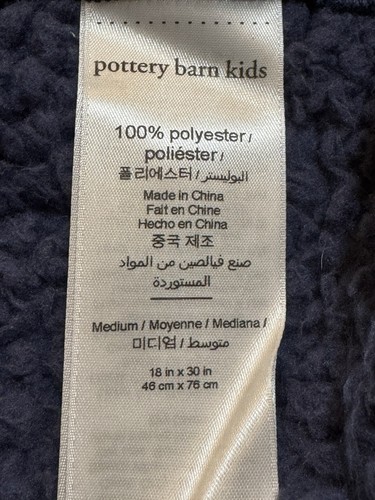 pottery barn kids
100% polyester/
poliéster/
폴리에스터/البوليستر
Made in China
Fait en Chine
Hecho en China
중국 제조
صنع فيالصين من المواد
المستوردة
Medium / Moyenne / Mediana /
미디엄/متوسط
18 in x 30 in
46 cm x 76 cm